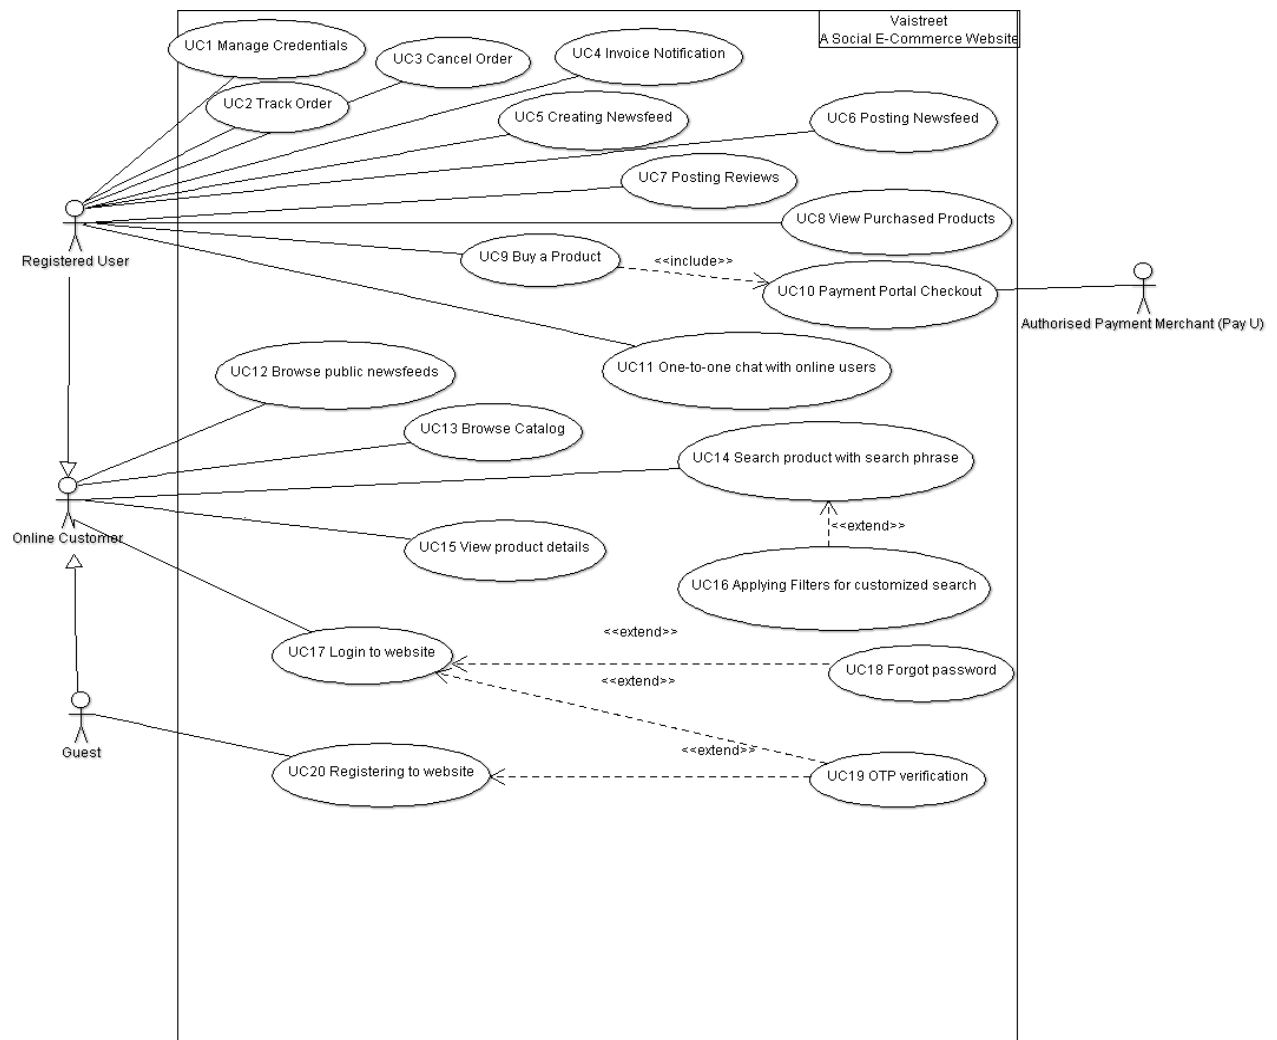 Vaistreet
A Social E-Commerce Website
UC1 Manage Credentials
UC3 Cancel Order
UC4 Invoice Notification
UC2 Track Order
UC5 Creating Newsfeed
UC6 Posting Newsfeed
UC7 Posting Reviews
UC8 View Purchased Products
Registered User
UC9 Buy a Product
<<include>>
UC10 Payment Portal Checkout
Authorised Payment Merchant (Pay U)
UC11 One-to-one chat with online users
UC12 Browse public newsfeeds
UC13 Browse Catalog
UC14 Search product with search phrase
<<extend>>
Online Customer
UC15 View product details
UC16 Applying Filters for customized search
<<extend>>
UC17 Login to website
UC18 Forgot password
<<extend>>
Guest
<<extend>>
UC20 Registering to website
UC19 OTP verification